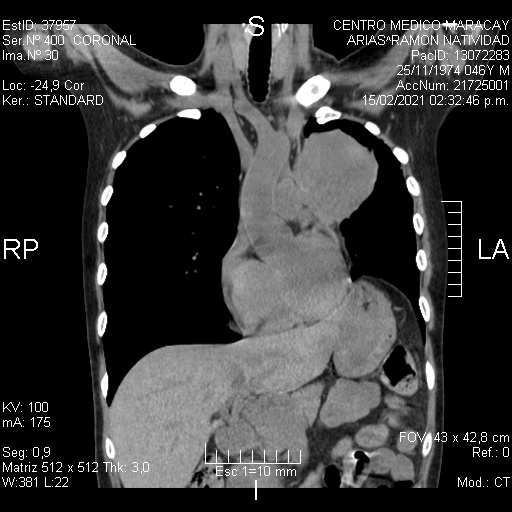 EstID: 37957
Ser.Nº 400 CORONAL
Ima.Nº 30
Loc: -24,9 Cor
Ker.: STANDARD
S
CENTRO MEDICO MARACAY
ARIAS^RAMON NATIVIDAD
PacID: 13072283
25/11/1974 046Y M
AccNum: 21725001
15/02/2021 02:32:46 p.m.
RP
LA
KV: 100
mA: 175
Seg: 0,9
Matriz 512 x 512 Thk: 3,0
W:381 L:22
Esc 1=10 mm
FOV: 43 x 42,8 cm
Ref.: 0
Mod.: CT